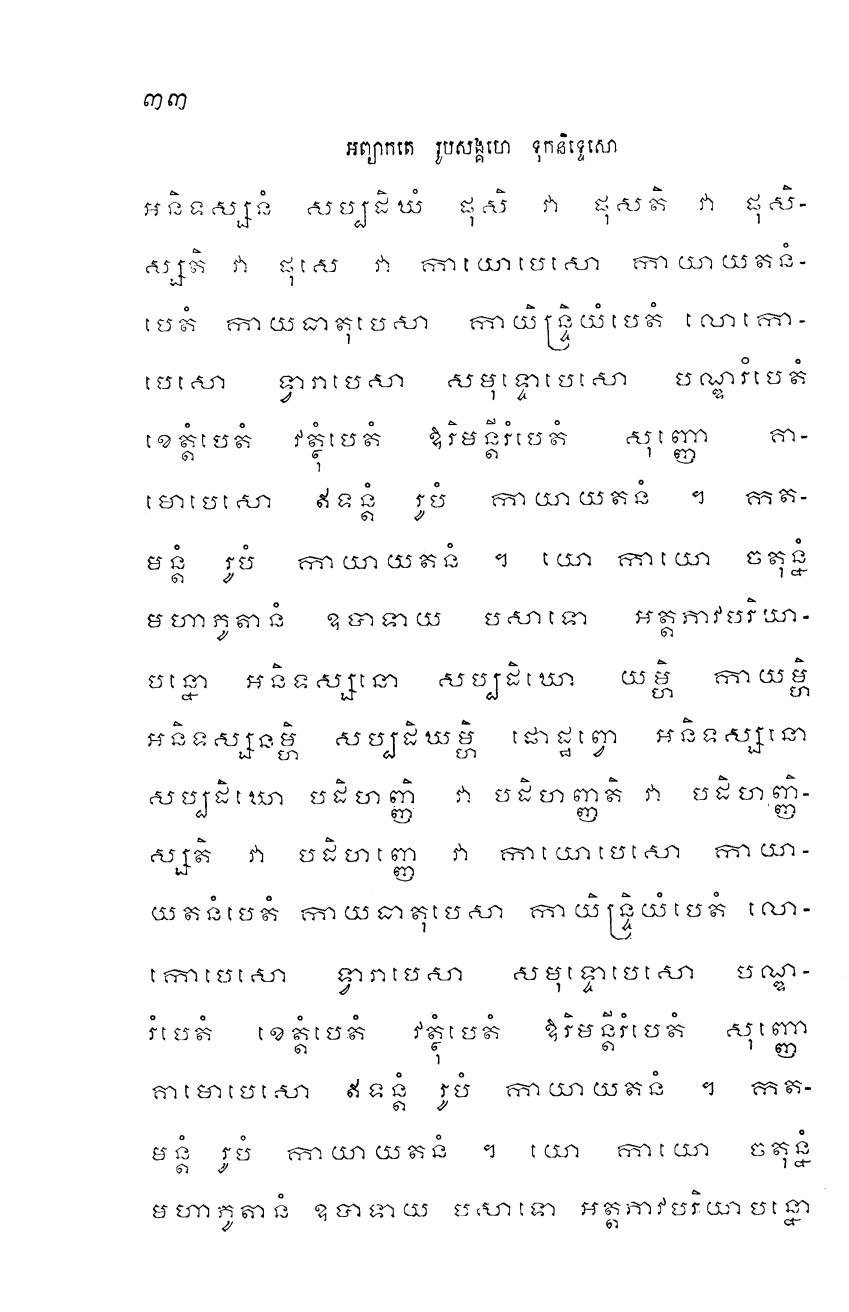 ៣៣
អព្យាកតេ រូបសង្គហេ ទុកនិទ្ទេសោ
អនិទស្សនំ សប្បដិឃំ ផុសិ វា ផុសតិ វា ផុសិ-
ស្សតិ វា ផុសេ វា កាយោបេសោ កាយាយតនំ-
បេតំ កាយធាតុបេសា កាយិន្ទ្រិយំបេតំ លោកោ-
បេសោ ទ្វារាបេសា សមុទ្ទោបេសោ បណ្ឌរំបេតំ
ខេត្តំបេតំ វត្ថុំបេតំ ឱរិមន្តីរំបេតំ សុញ្ញោ គា-
មោបេសោ ឥទន្តំ រូបំ កាយាយតនំ ។ កត-
មន្តំ រូបំ កាយាយតនំ ។ យោ កាយោ ចតុន្នំ
មហាភូតានំ ឧបាទាយ បសាទោ អត្តភាវបរិយា-
បន្នោ អនិទស្សនោ សប្បដិឃោ យម្ហិ កាយម្ហិ
អនិទស្សនម្ហិ សប្បដិឃម្ហិ ផោដ្ឋព្វោ អនិទស្សនោ
សប្បដិឃោ បដិហញ្ញិ វា បដិហញ្ញតិ វា បដិហញ្ញិ-
ស្សតិ វា បដិហញ្ញេ វា កាយោបេសោ កាយា-
យតនំបេតំ កាយធាតុបេសា កាយិន្ទ្រិយំបេតំ លោ-
កោបេសោ ទ្វារាបេសា សមុទ្ទោបេសោ បណ្ឌ-
រំបេតំ ខេត្តំបេតំ វត្ថុំបេតំ ឱរិមន្តីរំបេតំ សុញ្ញោ
គាមោបេសោ ឥទន្តំ រូបំ កាយាយតនំ ។ កត-
មន្តំ រូបំ កាយាយតនំ ។ យោ កាយោ ចតុន្នំ
មហាភូតានំ ឧបាទាយ បសាទោ អត្តភាវបរិយាបន្នោ